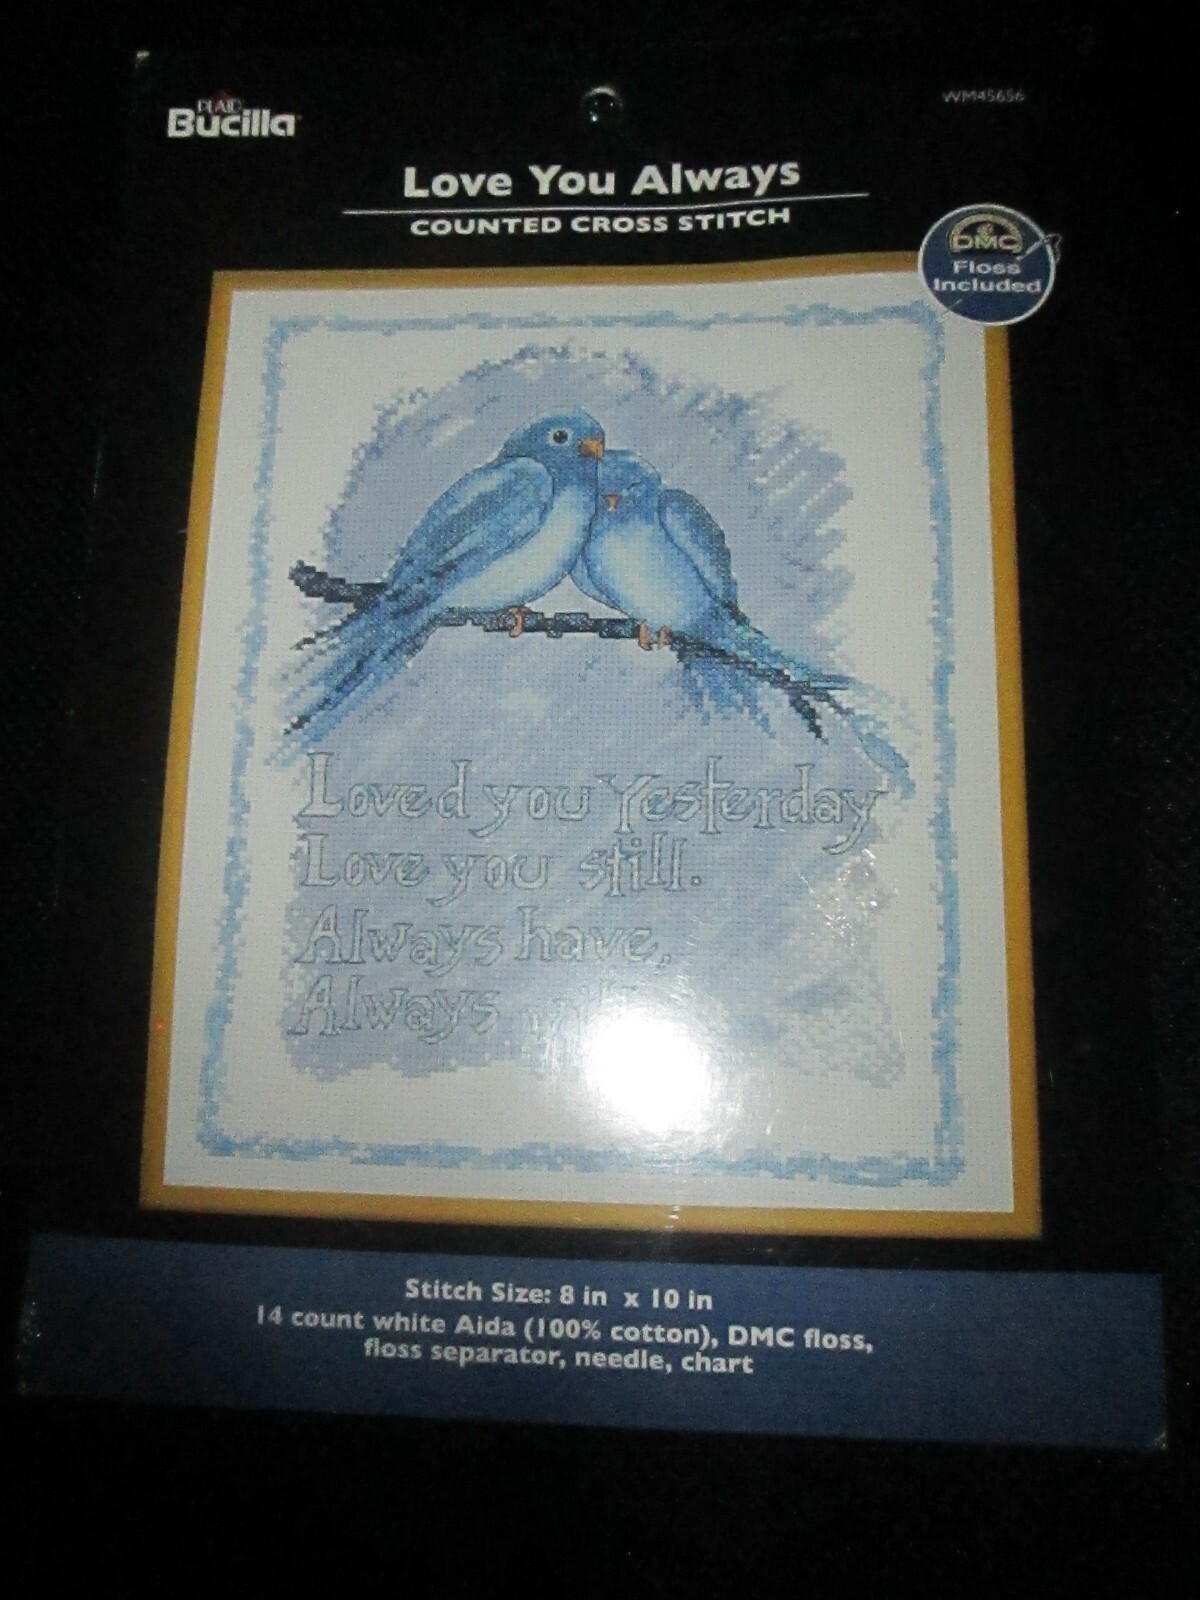 PLAID
Bucilla
WM45656
Love You Always
COUNTED CROSS STITCH
DMC
Floss
Included
Loved you Yesterday
Love you still.
Always have,
Always
Stitch Size: 8 in x 10 in
14 count white Aida (100% cotton), DMC floss,
floss separator, needle, chart